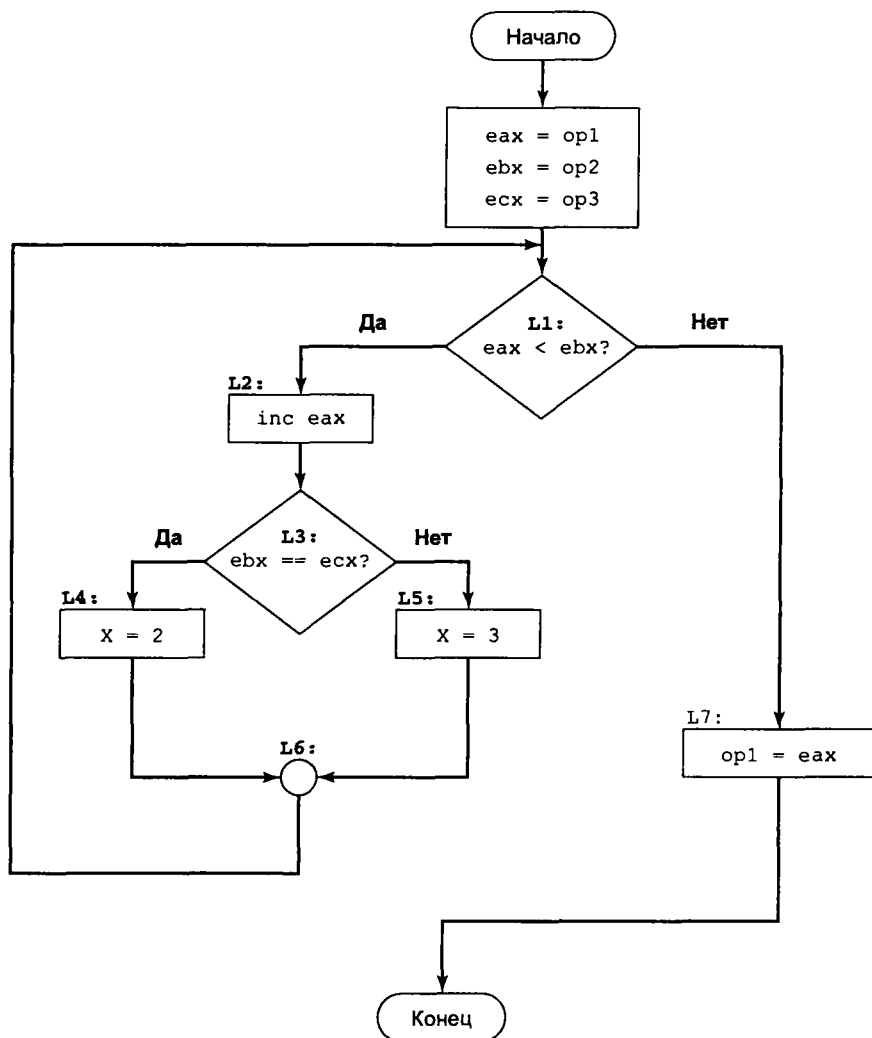 Начало
eax = op1
ebx = op2
ecx = op3
Да
L1:
eax < ebx?
Нет
L2:
inc eax
Да
L3:
ebx == ecx?
Нет
L4:
X = 2
L5:
X = 3
L6:
L7:
op1 = eax
Конец